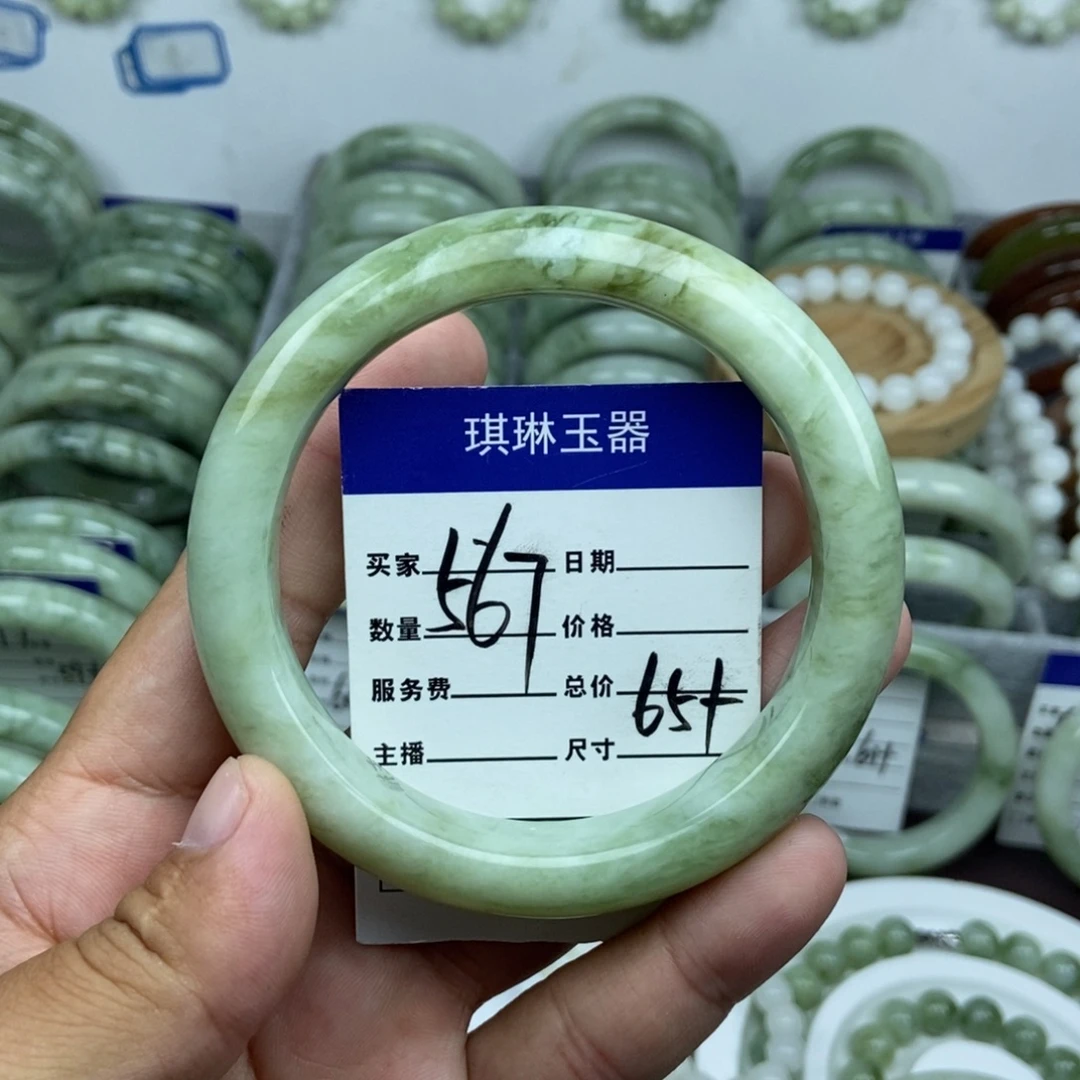 琪琳玉器
买家 567 日期
数量 价格
服务费 总价
主播 尺寸 65+